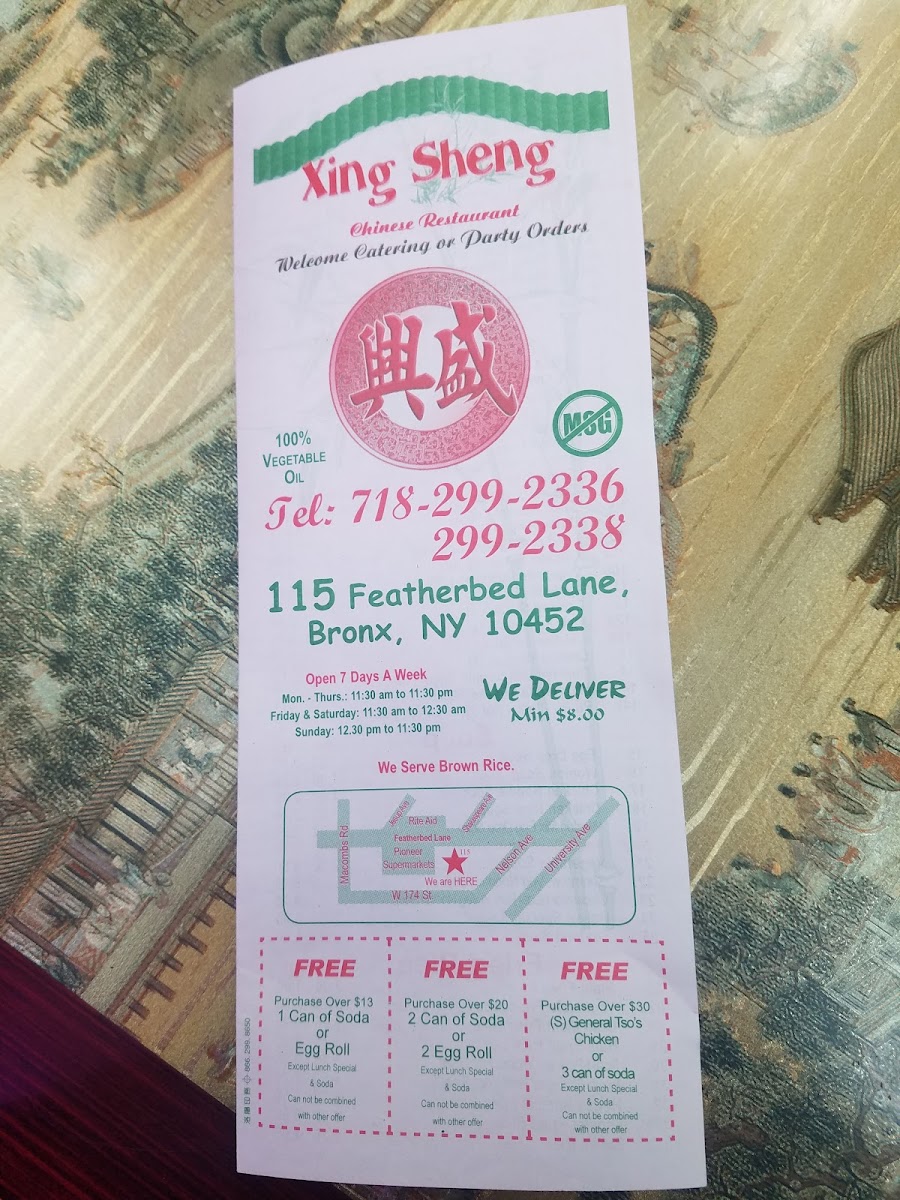 Xing Sheng
Chinese Restaurant
Welcome Catering or Party Orders
興盛
MSG
100%
VEGETABLE
OIL
Tel: 718-299-2336
299-2338
115 Featherbed Lane,
Bronx, NY 10452
Open 7 Days A Week
Mon. - Thurs.: 11:30 am to 11:30 pm
Friday & Saturday: 11:30 am to 12:30 am
Sunday: 12.30 pm to 11:30 pm
WE DELIVER
Min $8.00
We Serve Brown Rice.
Macombs Rd
Rite Aid
Featherbed Lane
Pioneer
Supermarkets
115
We are HERE
W 174 St
Nelson Ave
University Ave
FREE
Purchase Over $13
1 Can of Soda
or
Egg Roll
Except Lunch Special
& Soda
Can not be combined
with other offer
FREE
Purchase Over $20
2 Can of Soda
or
2 Egg Roll
Except Lunch Special
& Soda
Can not be combined
with other offer
FREE
Purchase Over $30
(S) General Tso's
Chicken
or
3 can of soda
Except Lunch Special
& Soda
Can not be combined
with other offer
866.299.8650